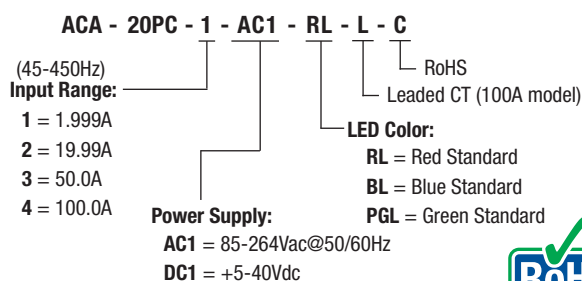 ACA - 20PC - 1 - AC1 - RL - L - C
(45-450Hz)
Input Range:
1 = 1.999A
2 = 19.99A
3 = 50.0A
4 = 100.0A
Power Supply:
AC1 = 85-264Vac@50/60Hz
DC1 = +5-40Vdc
LED Color:
RL = Red Standard
BL = Blue Standard
PGL = Green Standard
Leaded CT (100A model)
RoHS
RoH